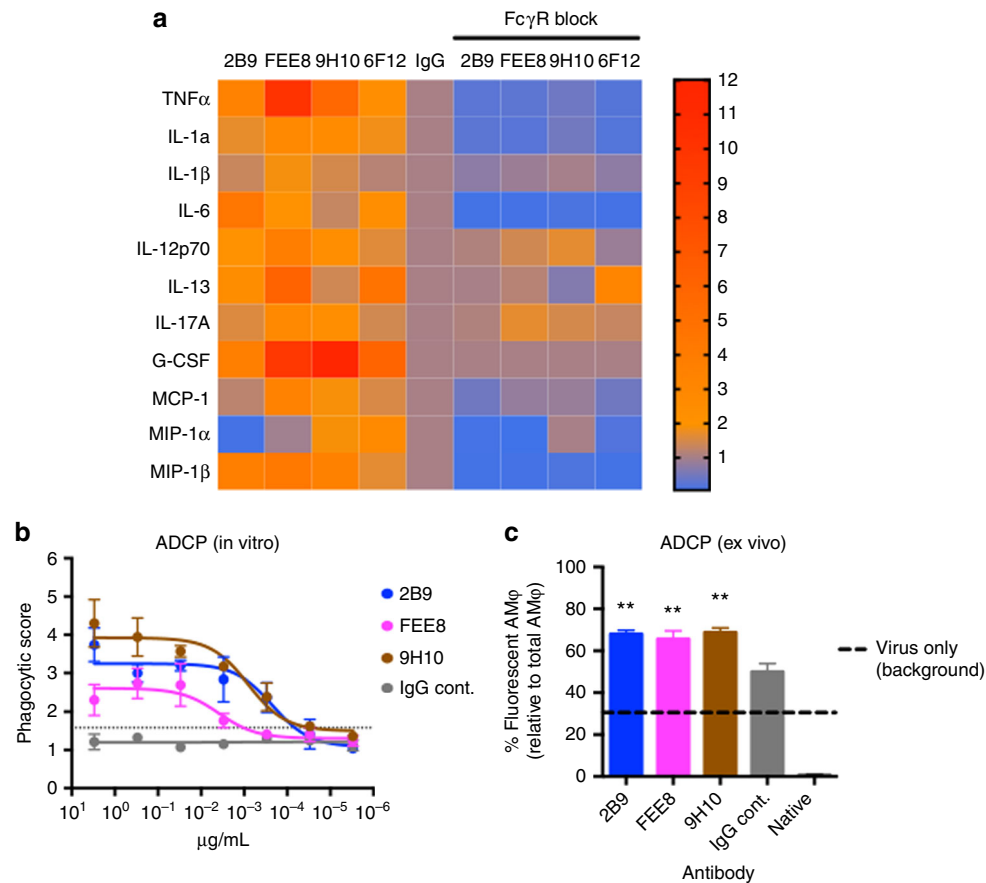 a
FcγR block
2B9 FEE8 9H10 6F12 IgG 2B9 FEE8 9H10 6F12
TNFα
IL-1a
IL-1β
IL-6
IL-12p70
IL-13
IL-17A
G-CSF
MCP-1
MIP-1α
MIP-1β
12
11
10
9
8
7
6
5
4
3
2
1
b
ADCP (in vitro)
Phagocytic score
6
5
4
3
2
1
0
10¹ 10⁰ 10⁻¹ 10⁻² 10⁻³ 10⁻⁴ 10⁻⁵ 10⁻⁶
μg/mL
2B9
FEE8
9H10
IgG cont.
c
ADCP (ex vivo)
% Fluorescent AMφ
(relative to total AMφ)
100
80
60
40
20
0
** ** **
2B9 FEE8 9H10 IgG cont. Native
Antibody
Virus only
(background)